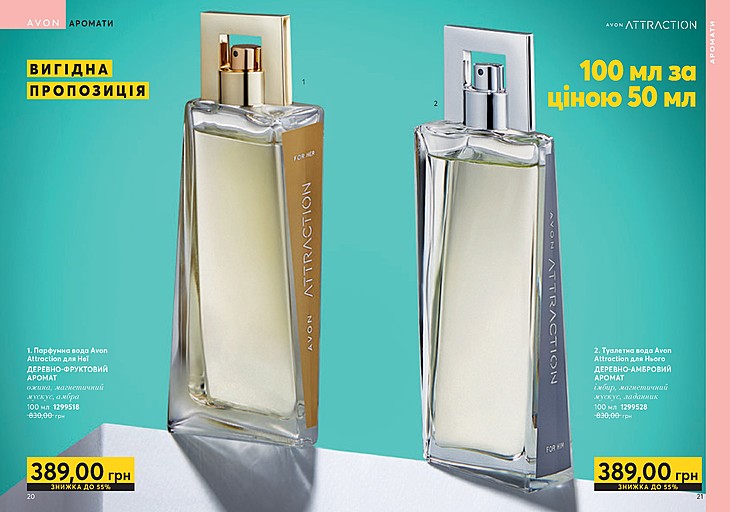 AVON АРОМАТИ
AVON ATTRACTION
АРОМАТИ
ВИГІДНА
ПРОПОЗИЦІЯ
100 мл за
ціною 50 мл
1
2
FOR HER
AVON ATTRACTION
AVON ATTRACTION
FOR HIM
1. Парфумна вода Avon
Attraction для Неї
ДЕРЕВНО-ФРУКТОВИЙ
АРОМАТ
ожина, магнетичний
мускус, амбра
100 мл 1299518
830,00 грн
389,00 грн
ЗНИЖКА ДО 55%
20
2. Туалетна вода Avon
Attraction для Нього
ДЕРЕВНО-АМБРОВИЙ
АРОМАТ
імбир, магнетичний
мускус, ладанник
100 мл 1299528
830,00 грн
389,00 грн
ЗНИЖКА ДО 55%
21